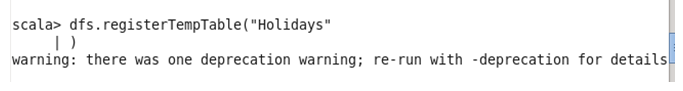 scala> dfs.registerTempTable("Holidays"
| )
warning: there was one deprecation warning; re-run with -deprecation for details